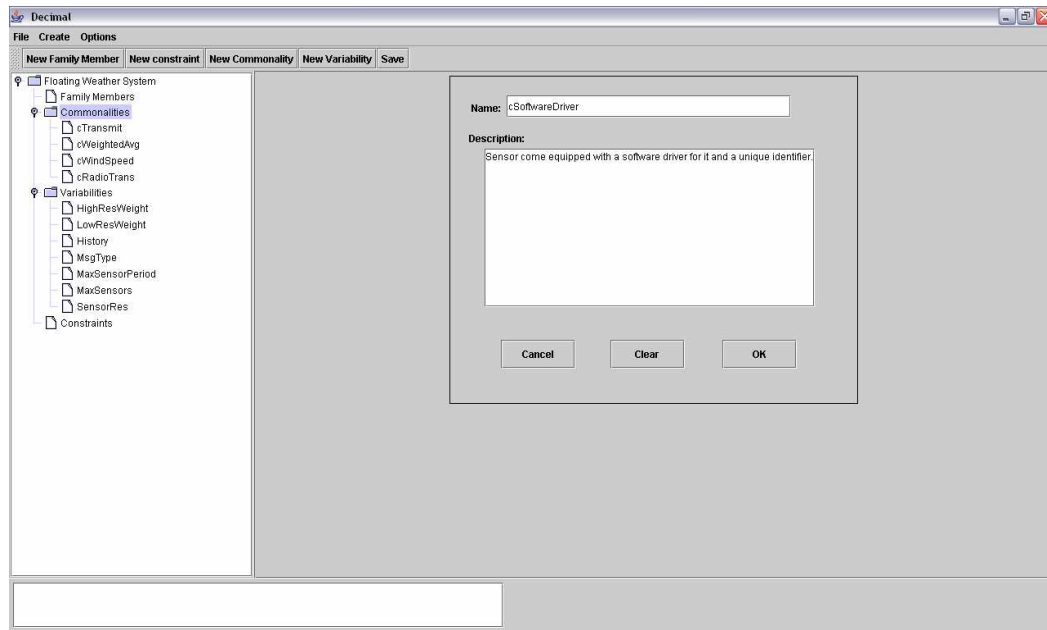 Decimal
File Create Options
New Family Member New constraint New Commonality New Variability Save
Floating Weather System
Family Members
Commonalities
cTransmit
cWeightedAvg
cWindSpeed
cRadioTrans
Variabilities
HighResWeight
LowResWeight
History
MsgType
MaxSensorPeriod
MaxSensors
SensorRes
Constraints
Name: cSoftwareDriver
Description:
Sensor come equipped with a software driver for it and a unique identifier.
Cancel Clear OK